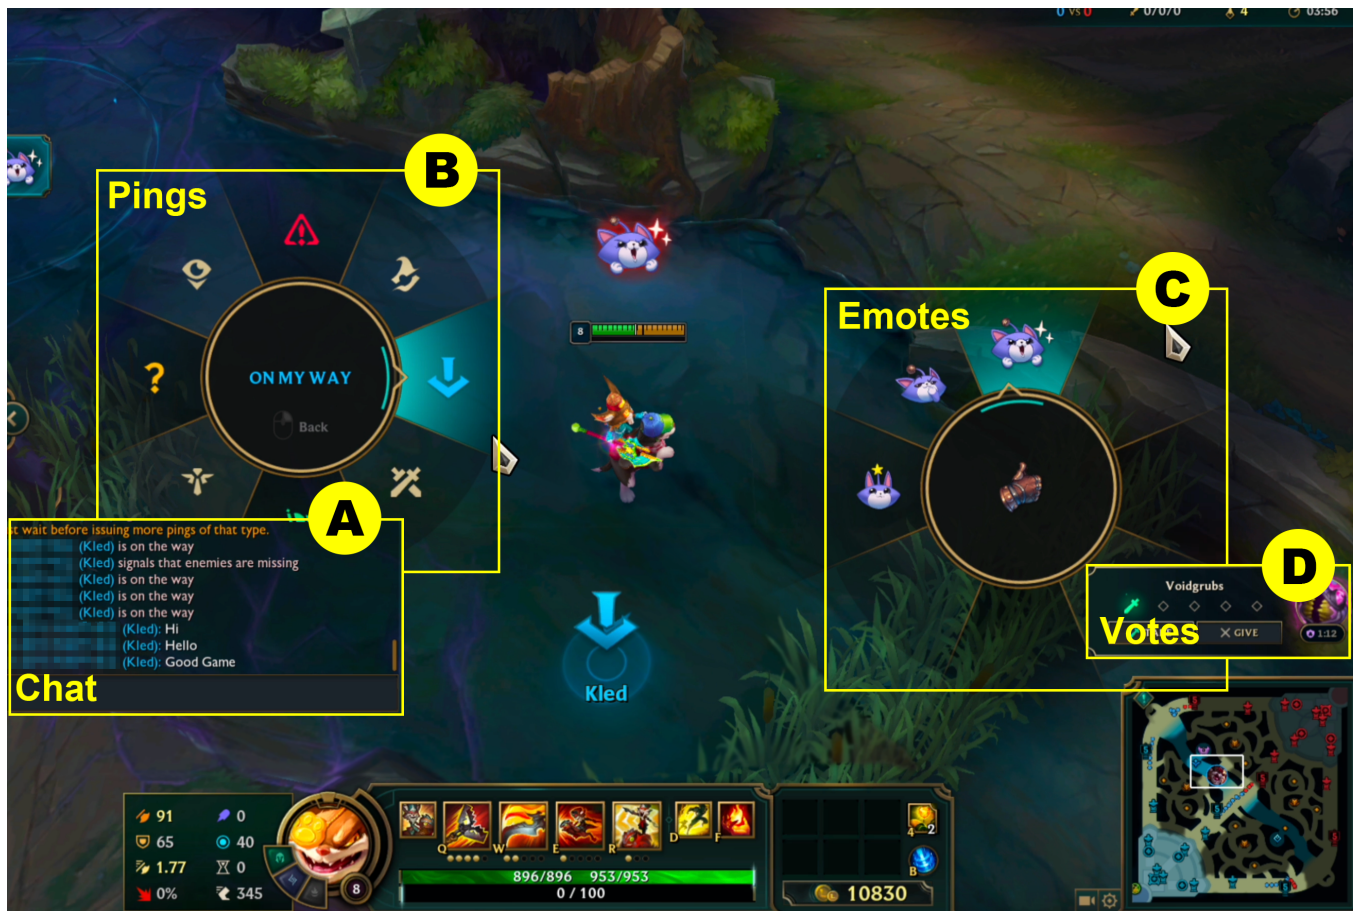 0 vs 0 0/0/0 4 03:56
B
Pings
C
Emotes
8
ON MY WAY
Back
A
st wait before issuing more pings of that type.
(Kled) is on the way
(Kled) signals that enemies are missing
(Kled) is on the way
(Kled) is on the way
(Kled) is on the way
(Kled): Hi
(Kled): Hello
(Kled): Good Game
Chat
Kled
D
Voidgrubs
Votes
GIVE
1:12
91 0
65 40
1.77 0
0% 345
8
Q W E R D F
896/896 953/953
0 / 100
4 2
B
10830